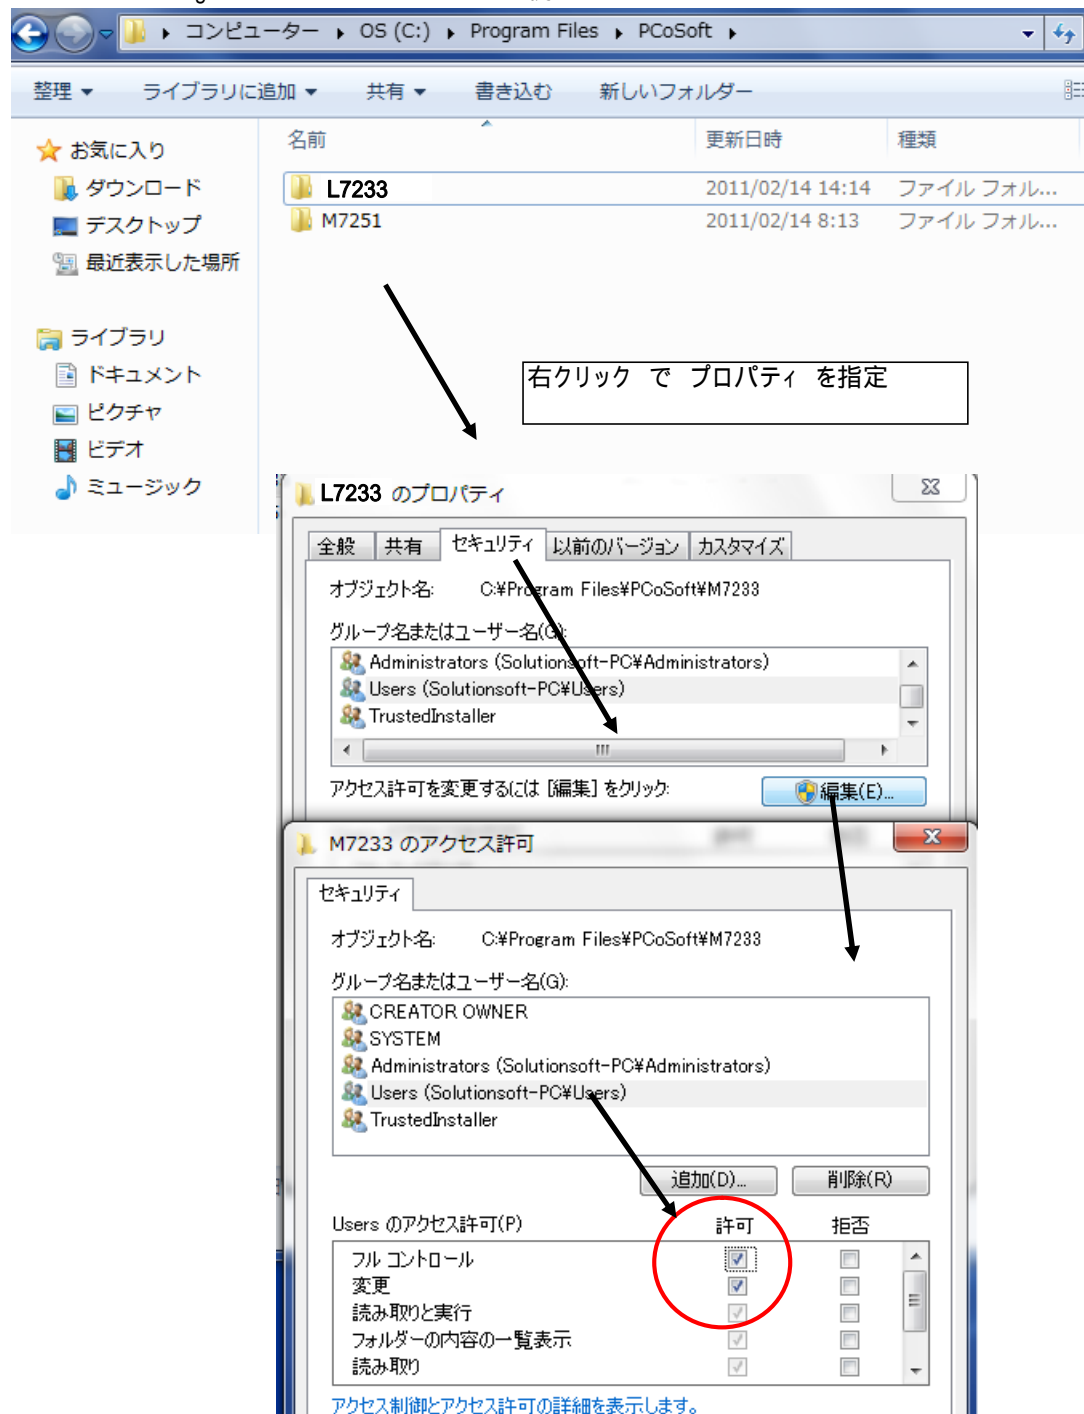 コンピューター ▸ OS (C:) ▸ Program Files ▸ PCoSoft ▸
整理 ▼ ライブラリに追加 ▼ 共有 ▼ 書き込む 新しいフォルダー
名前 更新日時 種類
お気に入り
ダウンロード
デスクトップ
最近表示した場所
ライブラリ
ドキュメント
ピクチャ
ビデオ
ミュージック
L7233 2011/02/14 14:14 ファイル フォル...
M7251 2011/02/14 8:13 ファイル フォル...
右クリック で プロパティ を指定
L7233 のプロパティ
全般 共有 セキュリティ 以前のバージョン カスタマイズ
オブジェクト名: C:¥Program Files¥PCoSoft¥M7233
グループ名またはユーザー名(G):
Administrators (Solutionsoft-PC¥Administrators)
Users (Solutionsoft-PC¥Users)
TrustedInstaller
アクセス許可を変更するには [編集] をクリック: 編集(E)...
M7233 のアクセス許可
セキュリティ
オブジェクト名: C:¥Program Files¥PCoSoft¥M7233
グループ名またはユーザー名(G):
CREATOR OWNER
SYSTEM
Administrators (Solutionsoft-PC¥Administrators)
Users (Solutionsoft-PC¥Users)
TrustedInstaller
追加(D)... 削除(R)
Users のアクセス許可(P) 許可 拒否
フル コントロール
変更
読み取りと実行
フォルダーの内容の一覧表示
読み取り
アクセス制御とアクセス許可の詳細を表示します。